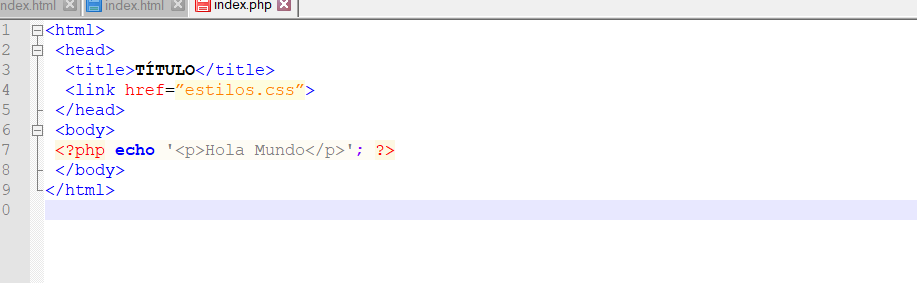 ndex.html index.html index.php
1 <html>
2 <head>
3 <title>TÍTULO</title>
4 <link href=”estilos.css”>
5 </head>
6 <body>
7 <?php echo '<p>Hola Mundo</p>'; ?>
8 </body>
9 </html>
0